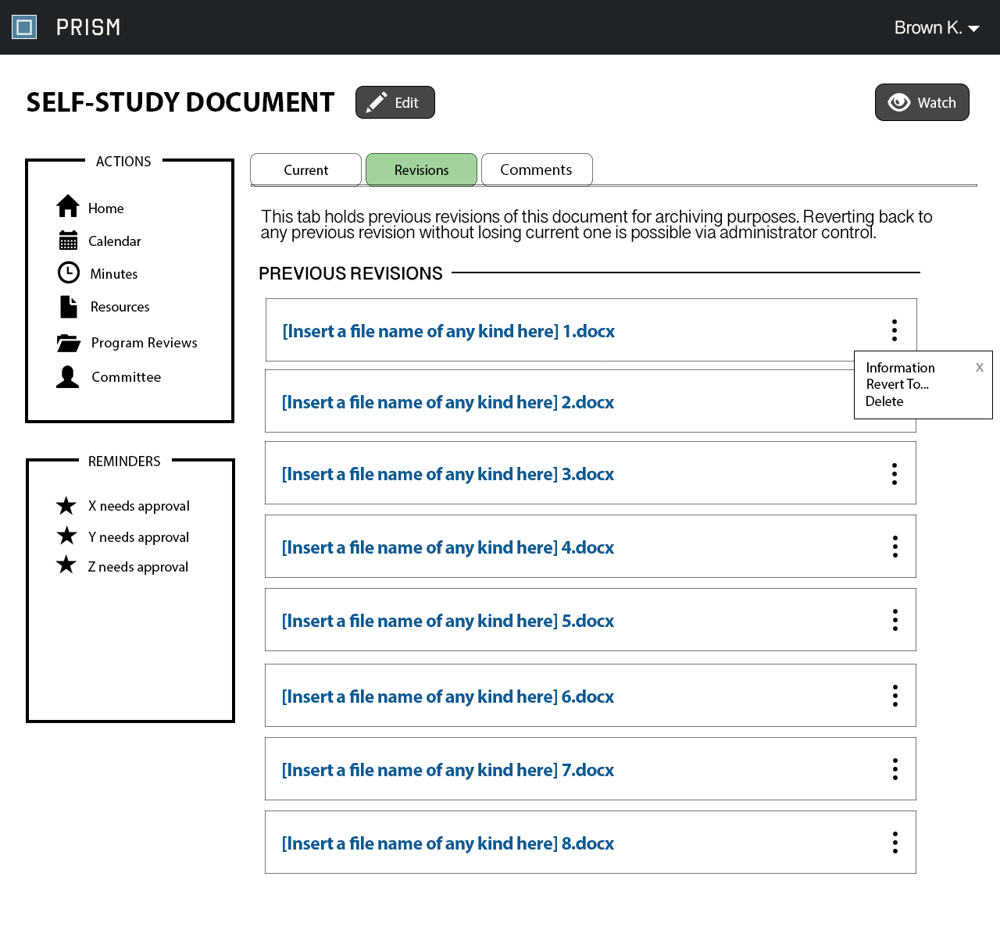 PRISM
Brown K.
SELF-STUDY DOCUMENT
Edit
Watch
ACTIONS
Home
Calendar
Minutes
Resources
Program Reviews
Committee
REMINDERS
X needs approval
Y needs approval
Z needs approval
Current
Revisions
Comments
This tab holds previous revisions of this document for archiving purposes. Reverting back to
any previous revision without losing current one is possible via administrator control.
PREVIOUS REVISIONS
[Insert a file name of any kind here] 1.docx
Information
X
Revert To...
Delete
[Insert a file name of any kind here] 2.docx
[Insert a file name of any kind here] 3.docx
[Insert a file name of any kind here] 4.docx
[Insert a file name of any kind here] 5.docx
[Insert a file name of any kind here] 6.docx
[Insert a file name of any kind here] 7.docx
[Insert a file name of any kind here] 8.docx